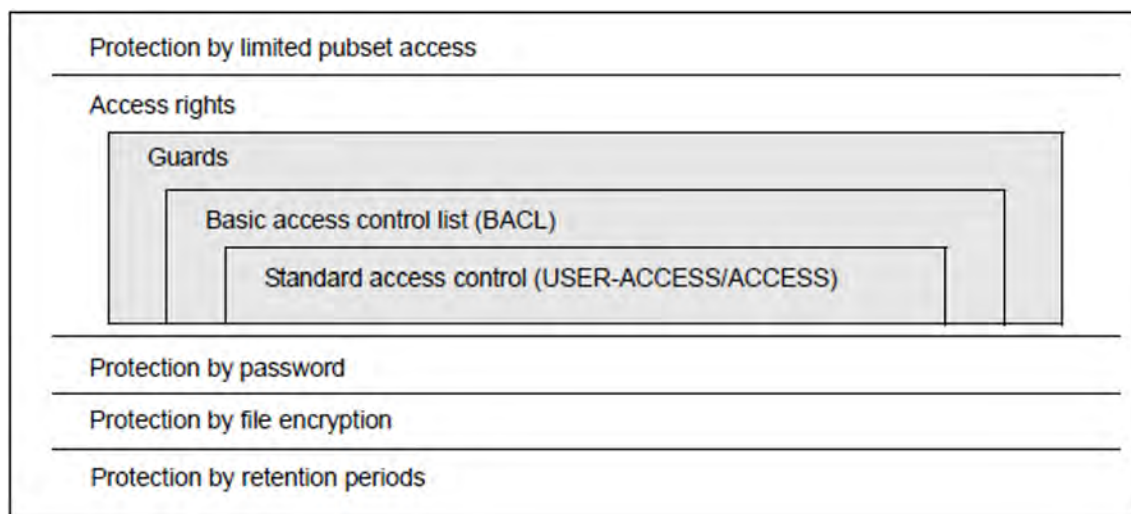 Protection by limited pubset access
Access rights
Guards
Basic access control list (BACL)
Standard access control (USER-ACCESS/ACCESS)
Protection by password
Protection by file encryption
Protection by retention periods